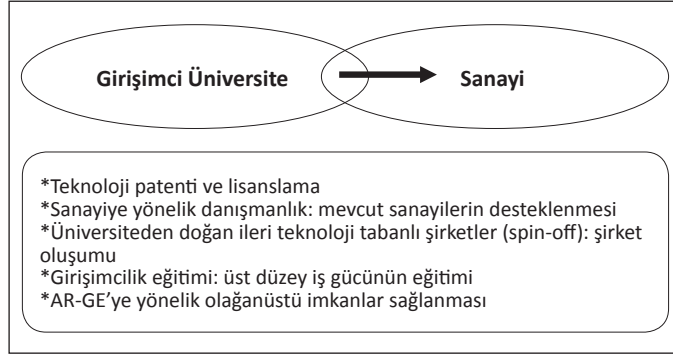 Girişimci Üniversite
Sanayi
*Teknoloji patenti ve lisanslama
*Sanayiye yönelik danışmanlık: mevcut sanayilerin desteklenmesi
*Üniversiteden doğan ileri teknoloji tabanlı şirketler (spin-off): şirket
oluşumu
*Girişimcilik eğitimi: üst düzey iş gücünün eğitimi
*AR-GE’ye yönelik olağanüstü imkanlar sağlanması